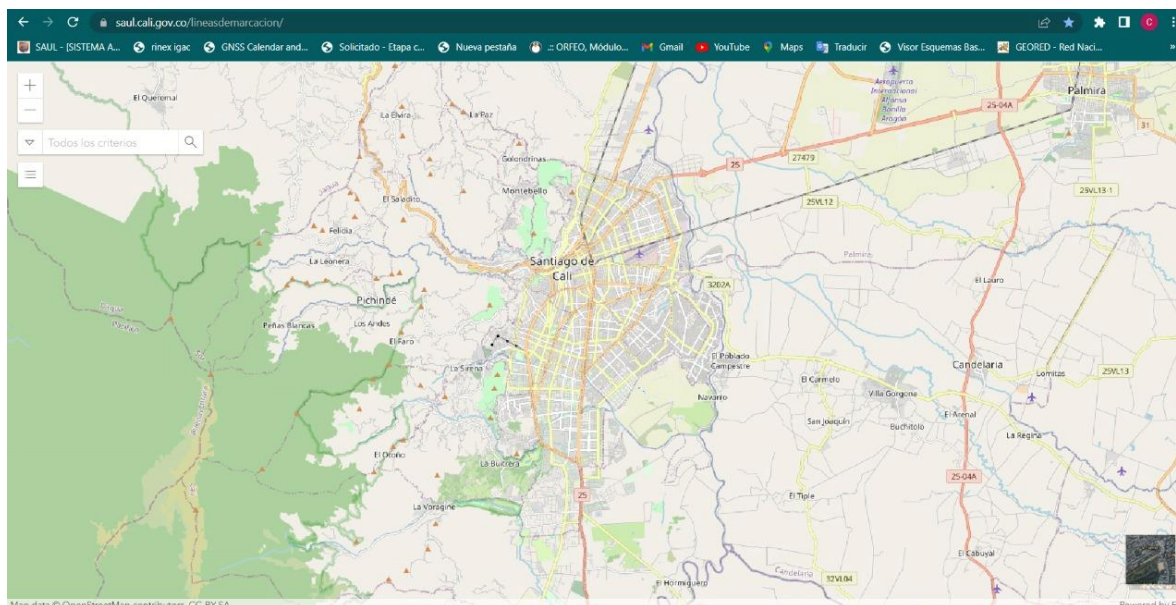 saul.cali.gov.co/lineasdemarcacion/
SAUL - [SISTEMA A... rinex igac GNSS Calendar and... Solicitado - Etapa c... Nueva pestaña .: ORFEO, Módulo... Gmail YouTube Maps Traducir Visor Esquemas Bas... GEORED - Red Naci... »
+
−
Todos los criterios
El Queremal
La Elvira
La Paz
Aeropuerto
Internacional
Alfonso
Bonilla
Aragón
Palmira
25-04A
31
Golondrinas
25
27479
Montebello
25VL12
23VL13-1
El Saladito
Felidia
La Leonera
Santiago de
Cali
Palmira
3202A
El Lauro
Pichindé
Peñas Blancas
Los Andes
El Faro
La Sirena
El Poblado
Campestre
Candelaria
Lomitas
25VL13
El Carmelo
Villa Gorgona
Navarro
El Arenal
San Joaquín
Buchitolo
La Regina
El Otoño
La Buitrera
25-04A
25
El Tiple
La Vorágine
El Cabuyal
El Hormiguero
Candelaria
32VL04
Map data © OpenStreetMap contributors, CC-BY-SA
Powered by